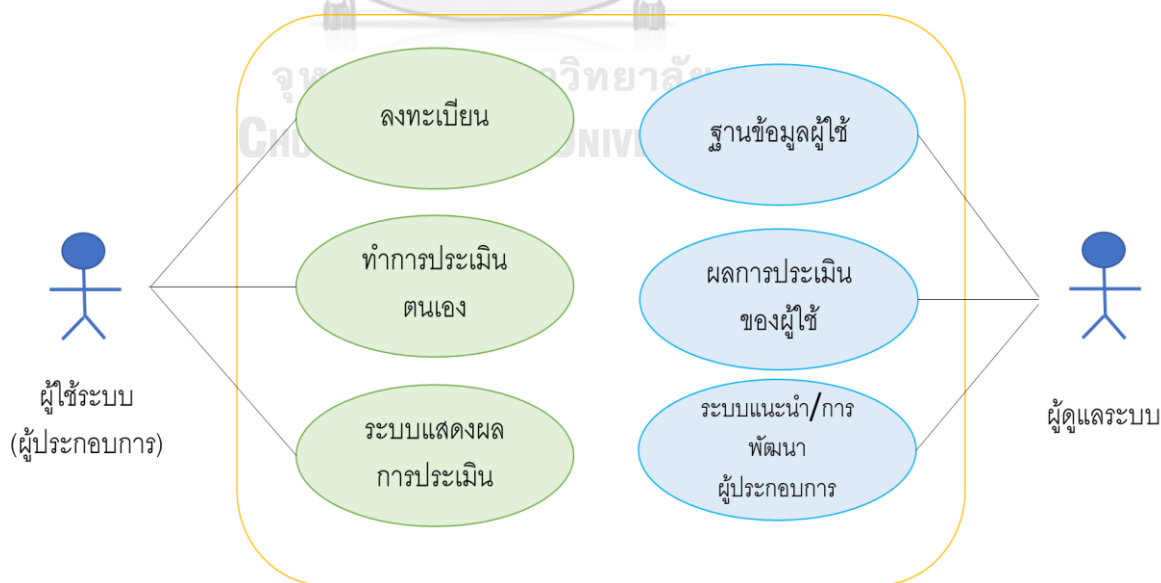 ลงทะเบียน
ทำการประเมิน
ตนเอง
ระบบแสดงผล
การประเมิน
ฐานข้อมูลผู้ใช้
ผลการประเมิน
ของผู้ใช้
ระบบแนะนำ/การ
พัฒนา
ผู้ประกอบการ
ผู้ใช้ระบบ
(ผู้ประกอบการ)
ผู้ดูแลระบบ